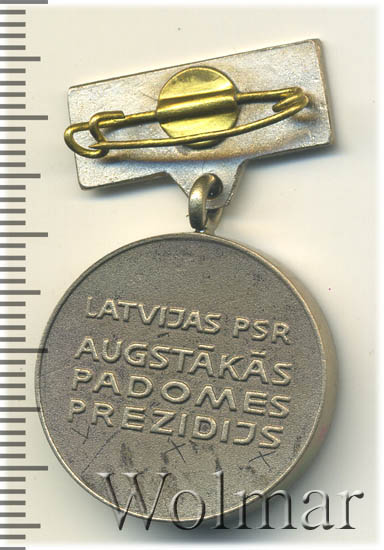 LATVIJAS PSR
AUGSTĀKĀS
PADOMES
PREZIDIJS
Wolmar